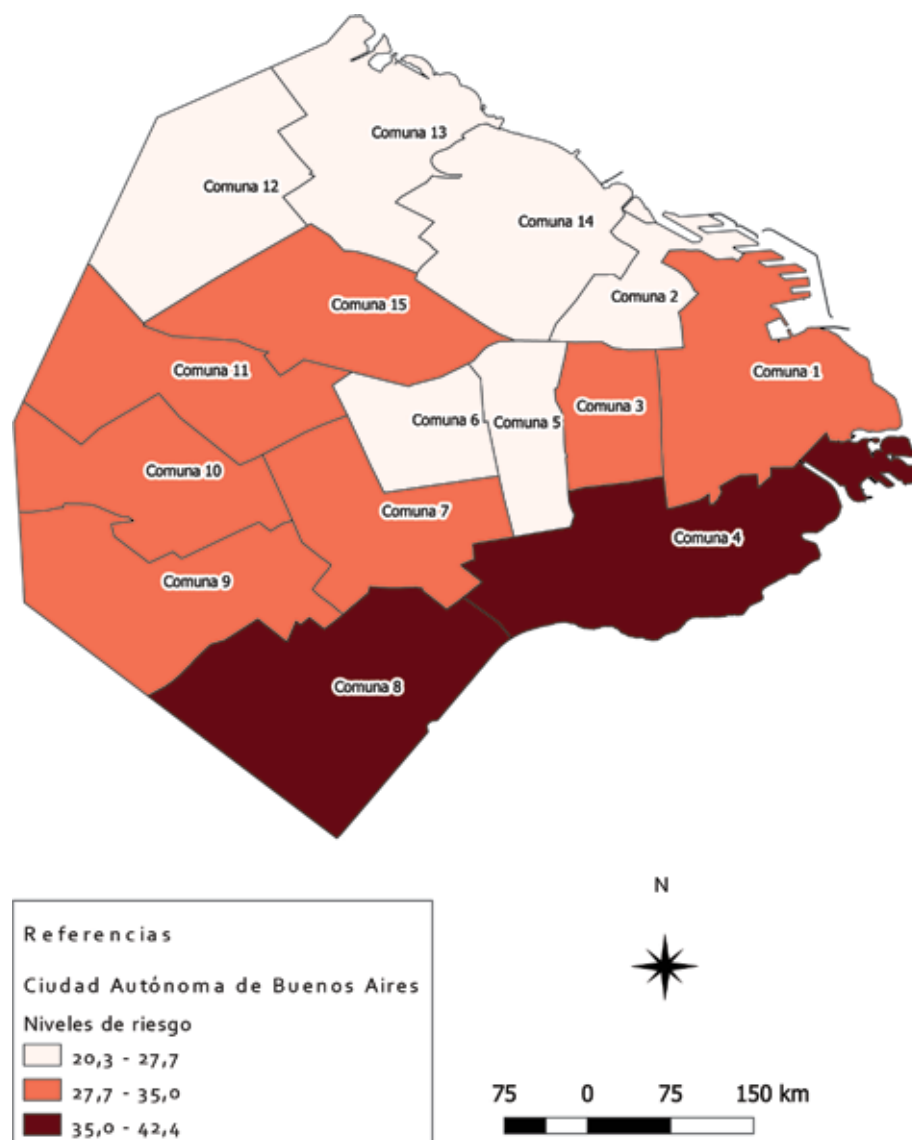 Comuna 13
Comuna 12
Comuna 14
Comuna 2
Comuna 15
Comuna 11
Comuna 1
Comuna 3
Comuna 6
Comuna 5
Comuna 10
Comuna 7
Comuna 4
Comuna 9
Comuna 8
N
Referencias
Ciudad Autónoma de Buenos Aires
Niveles de riesgo
20,3 - 27,7
27,7 - 35,0
35,0 - 42,4
75 0 75 150 km